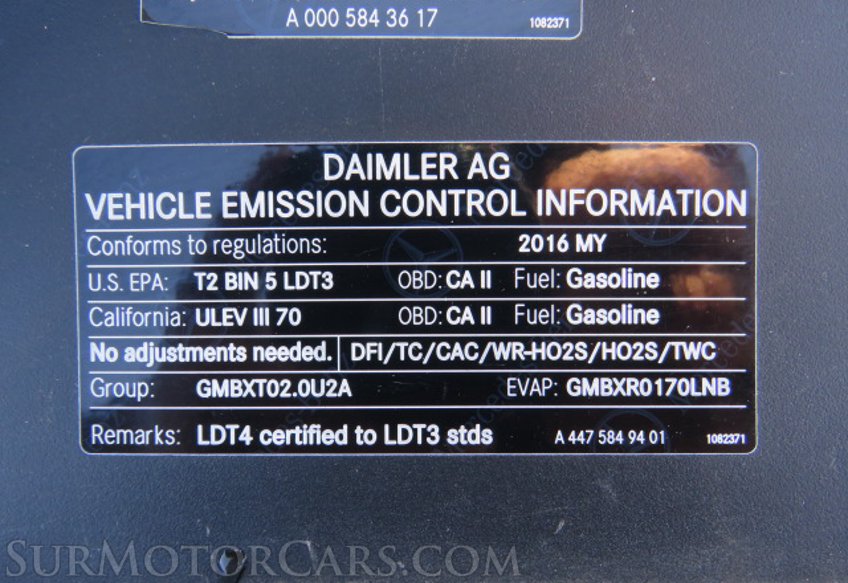 A 000 584 36 17 1082371
DAIMLER AG
VEHICLE EMISSION CONTROL INFORMATION
Conforms to regulations: 2016 MY
U.S. EPA: T2 BIN 5 LDT3 OBD: CA II Fuel: Gasoline
California: ULEV III 70 OBD: CA II Fuel: Gasoline
No adjustments needed. DFI/TC/CAC/WR-HO2S/HO2S/TWC
Group: GMBXT02.0U2A EVAP: GMBXR0170LNB
Remarks: LDT4 certified to LDT3 stds A 447 584 94 01 1082371
SURMOTORCARS.COM